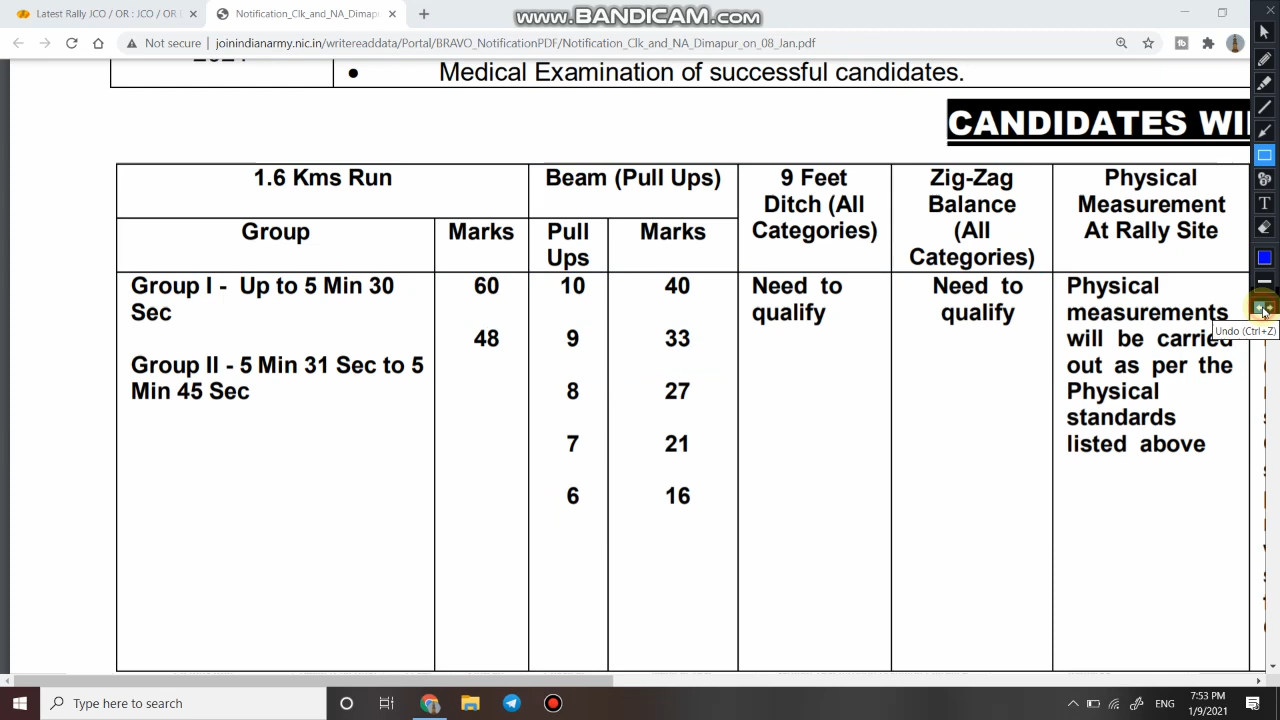 www.BANDICAM.com
Latest Rally JCO / OR : JCO / OR
Notification_Clk_and_NA_Dimapur
Not secure | joinindianarmy.nic.in/writereaddata/Portal/BRAVO_NotificationPDF/Notification_Clk_and_NA_Dimapur_on_08_Jan.pdf
• Medical Examination of successful candidates.
CANDIDATES WI
1.6 Kms Run
Group
Marks
Group I - Up to 5 Min 30
Sec
60
Group II - 5 Min 31 Sec to 5
Min 45 Sec
48
Beam (Pull Ups)
Pull
Ups
Marks
10 40
9 33
8 27
7 21
6 16
9 Feet
Ditch (All
Categories)
Need to
qualify
Zig-Zag
Balance
(All
Categories)
Need to
qualify
Physical
Measurement
At Rally Site
Physical
measurements
will be carried
out as per the
Physical
standards
listed above
Undo (Ctrl+Z)
Type here to search
ENG
7:53 PM
1/9/2021